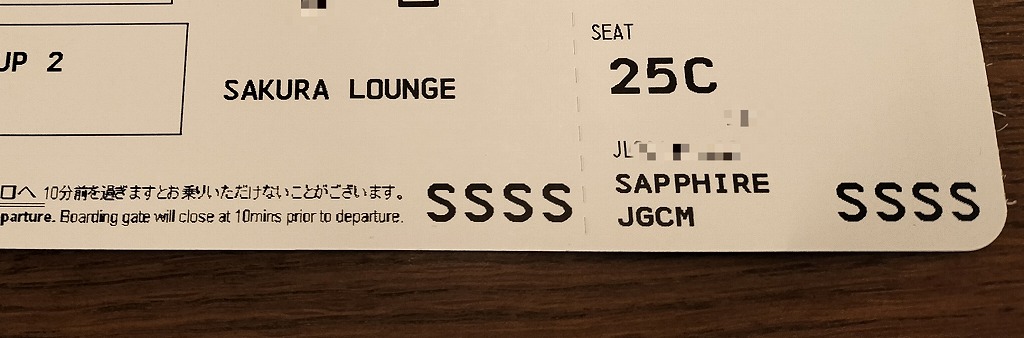 UP 2
SAKURA LOUNGE
口へ 10分前を過ぎますとお乗りいただけないことがございます。
parture. Boarding gate will close at 10mins prior to departure.
SSSS
SEAT
25C
JL
SAPPHIRE
JGCM
SSSS